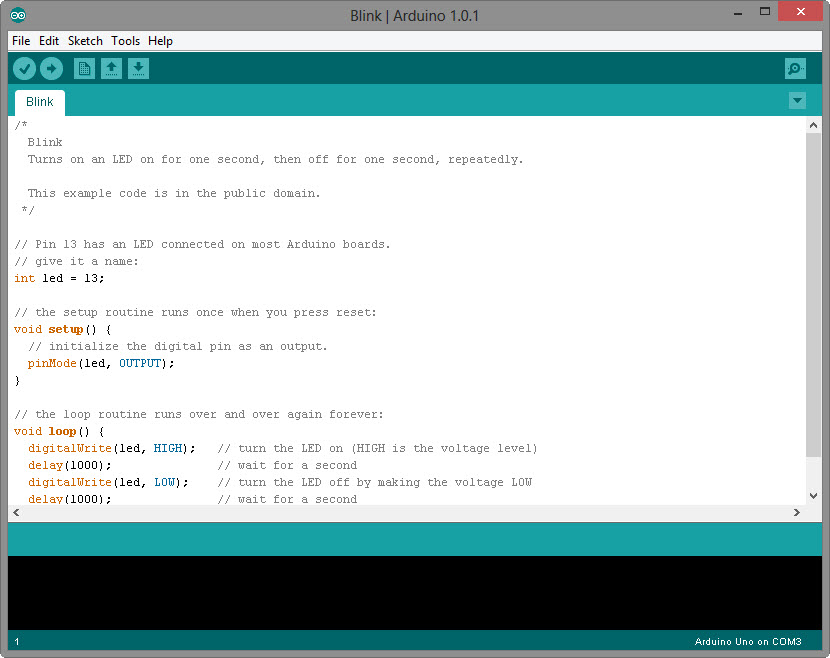 Blink | Arduino 1.0.1
File Edit Sketch Tools Help
Blink
/*
  Blink
  Turns on an LED on for one second, then off for one second, repeatedly.

  This example code is in the public domain.
 */

// Pin 13 has an LED connected on most Arduino boards.
// give it a name:
int led = 13;

// the setup routine runs once when you press reset:
void setup() {
  // initialize the digital pin as an output.
  pinMode(led, OUTPUT);
}

// the loop routine runs over and over again forever:
void loop() {
  digitalWrite(led, HIGH);   // turn the LED on (HIGH is the voltage level)
  delay(1000);               // wait for a second
  digitalWrite(led, LOW);    // turn the LED off by making the voltage LOW
  delay(1000);               // wait for a second
1
Arduino Uno on COM3